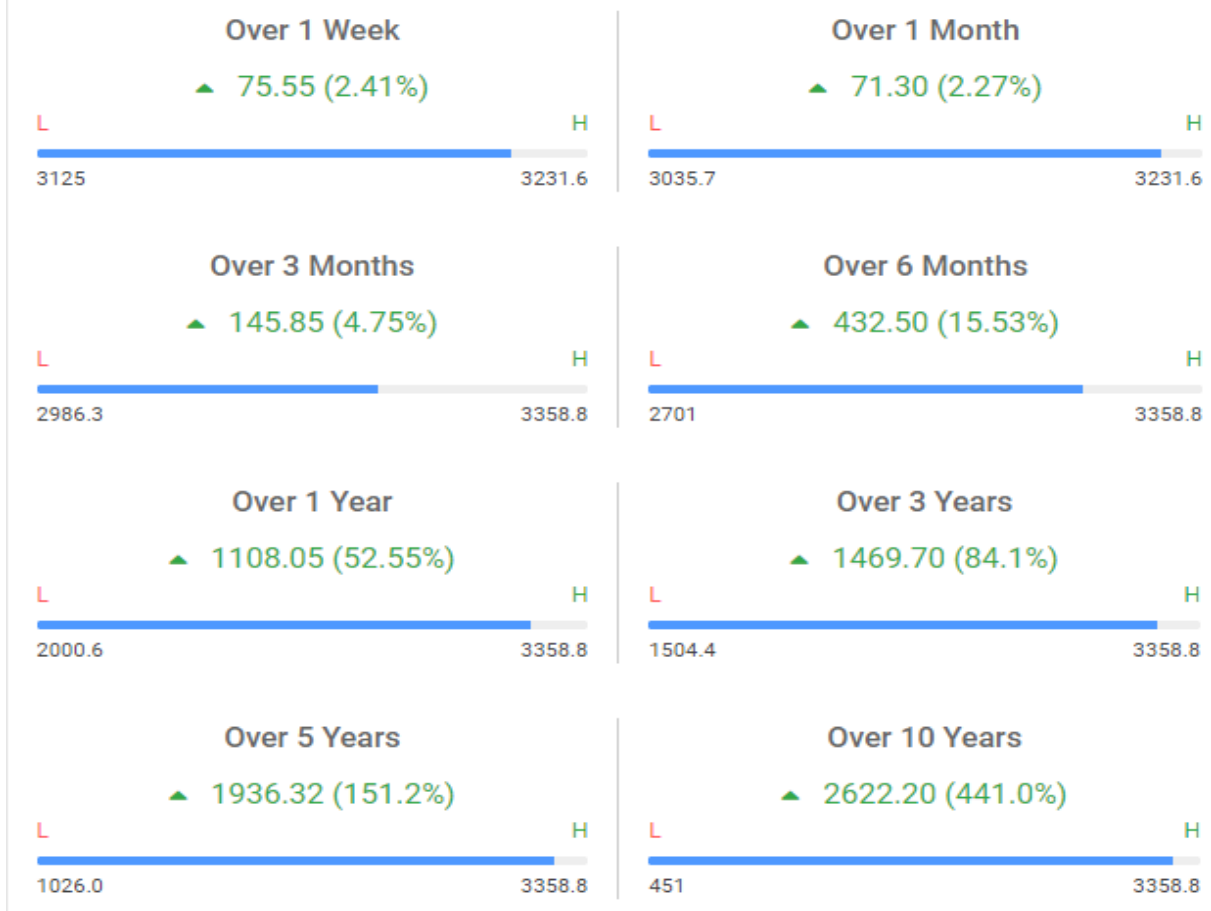 Over 1 Week
▲ 75.55 (2.41%)
L H
3125 3231.6
Over 1 Month
▲ 71.30 (2.27%)
L H
3035.7 3231.6
Over 3 Months
▲ 145.85 (4.75%)
L H
2986.3 3358.8
Over 6 Months
▲ 432.50 (15.53%)
L H
2701 3358.8
Over 1 Year
▲ 1108.05 (52.55%)
L H
2000.6 3358.8
Over 3 Years
▲ 1469.70 (84.1%)
L H
1504.4 3358.8
Over 5 Years
▲ 1936.32 (151.2%)
L H
1026.0 3358.8
Over 10 Years
▲ 2622.20 (441.0%)
L H
451 3358.8